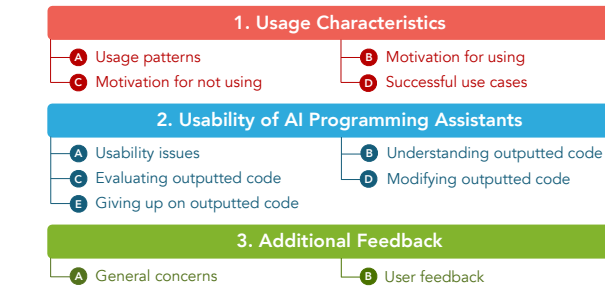 1. Usage Characteristics
A Usage patterns
B Motivation for using
C Motivation for not using
D Successful use cases
2. Usability of AI Programming Assistants
A Usability issues
B Understanding outputted code
C Evaluating outputted code
D Modifying outputted code
E Giving up on outputted code
3. Additional Feedback
A General concerns
B User feedback